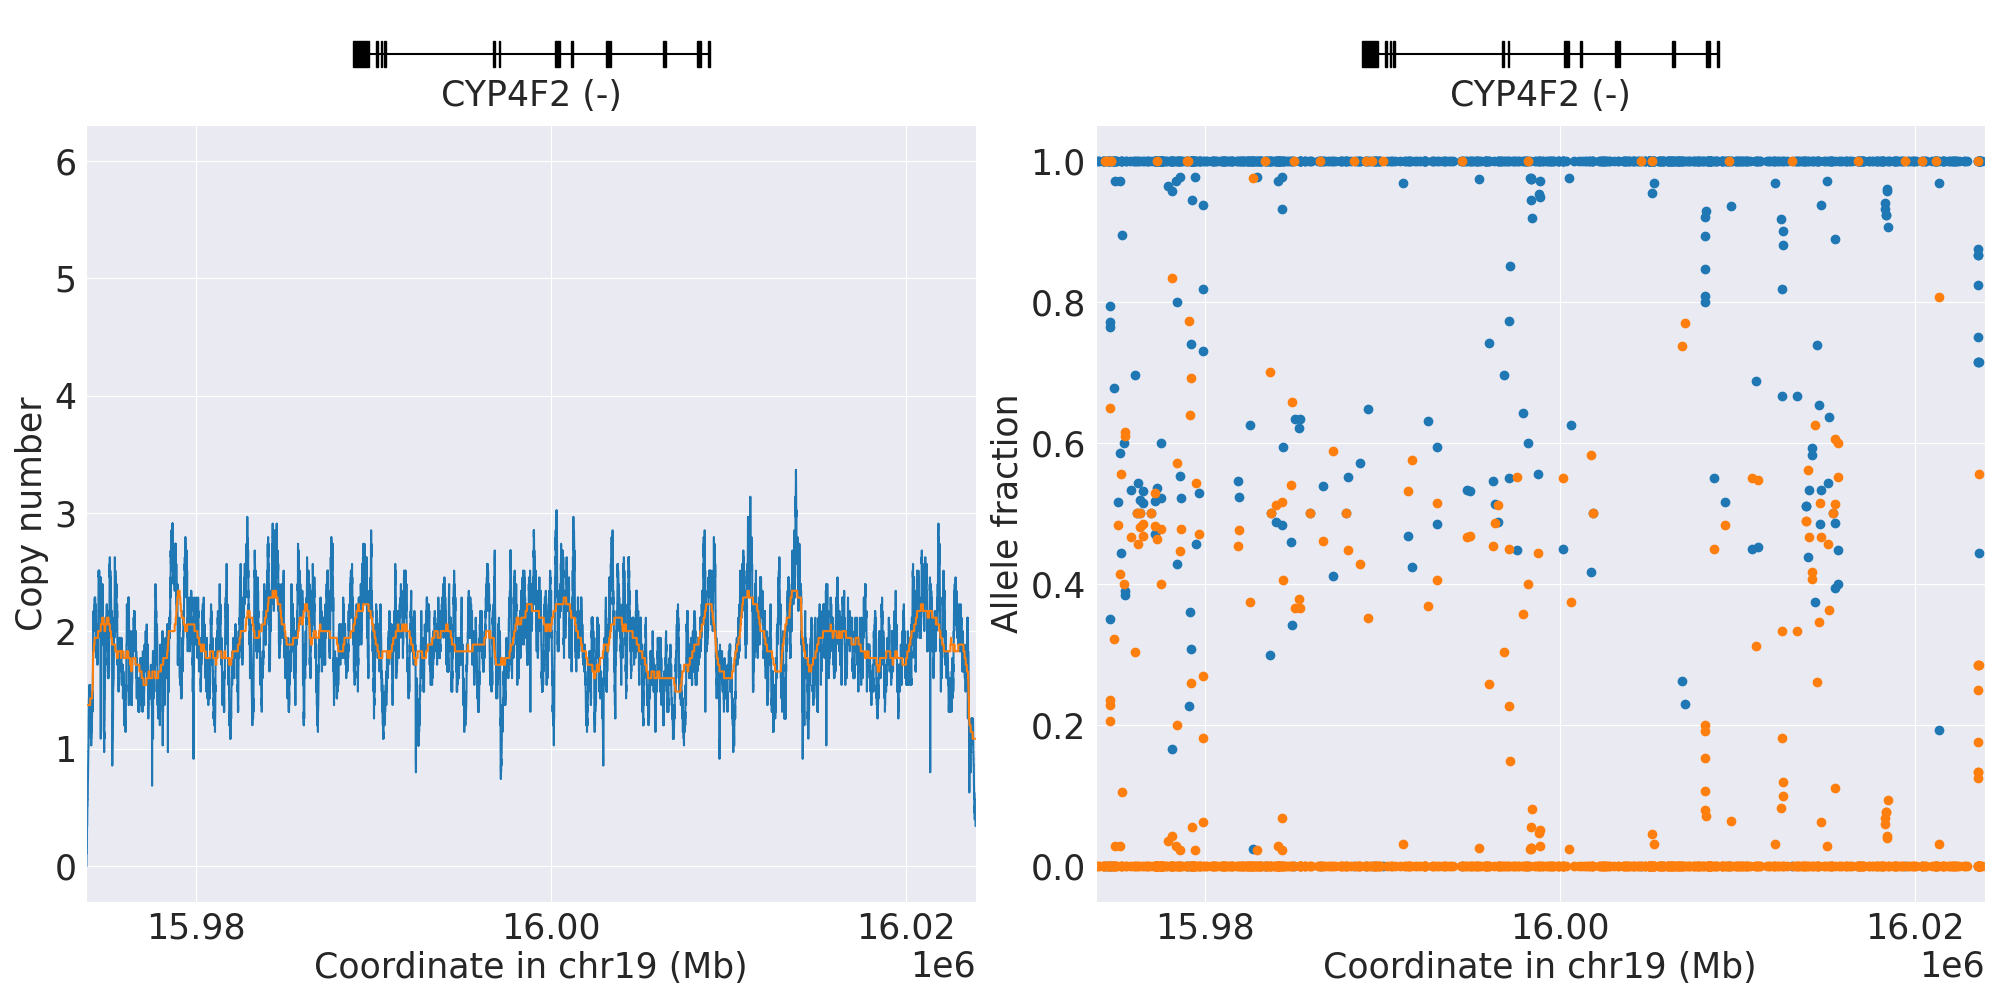 CYP4F2 (-)
Copy number
6
5
4
3
2
1
0
15.98
16.00
16.02
Coordinate in chr19 (Mb)
1e6
CYP4F2 (-)
Allele fraction
1.0
0.8
0.6
0.4
0.2
0.0
15.98
16.00
16.02
Coordinate in chr19 (Mb)
1e6